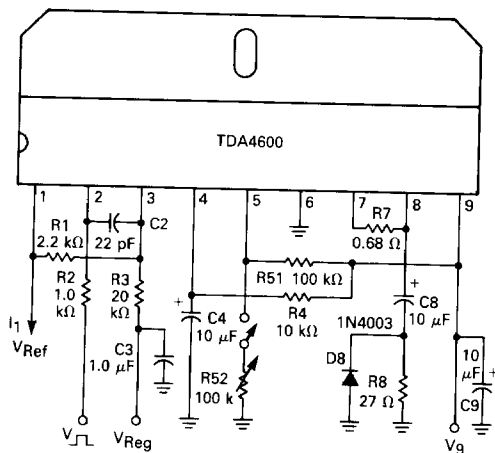 TDA4600
1 2 3 4 5 6 7 8 9
R1
2.2 kΩ
C2
22 pF
R2
1.0
kΩ
R3
20
kΩ
I1
VRef
C3
1.0 µF
C4
10 µF
R51 100 kΩ
R4
10 kΩ
R52
100 k
R7
0.68 Ω
C8
10 µF
1N4003
D8
R8
27 Ω
10
µF
C9
V
VReg
V9
+
+
+